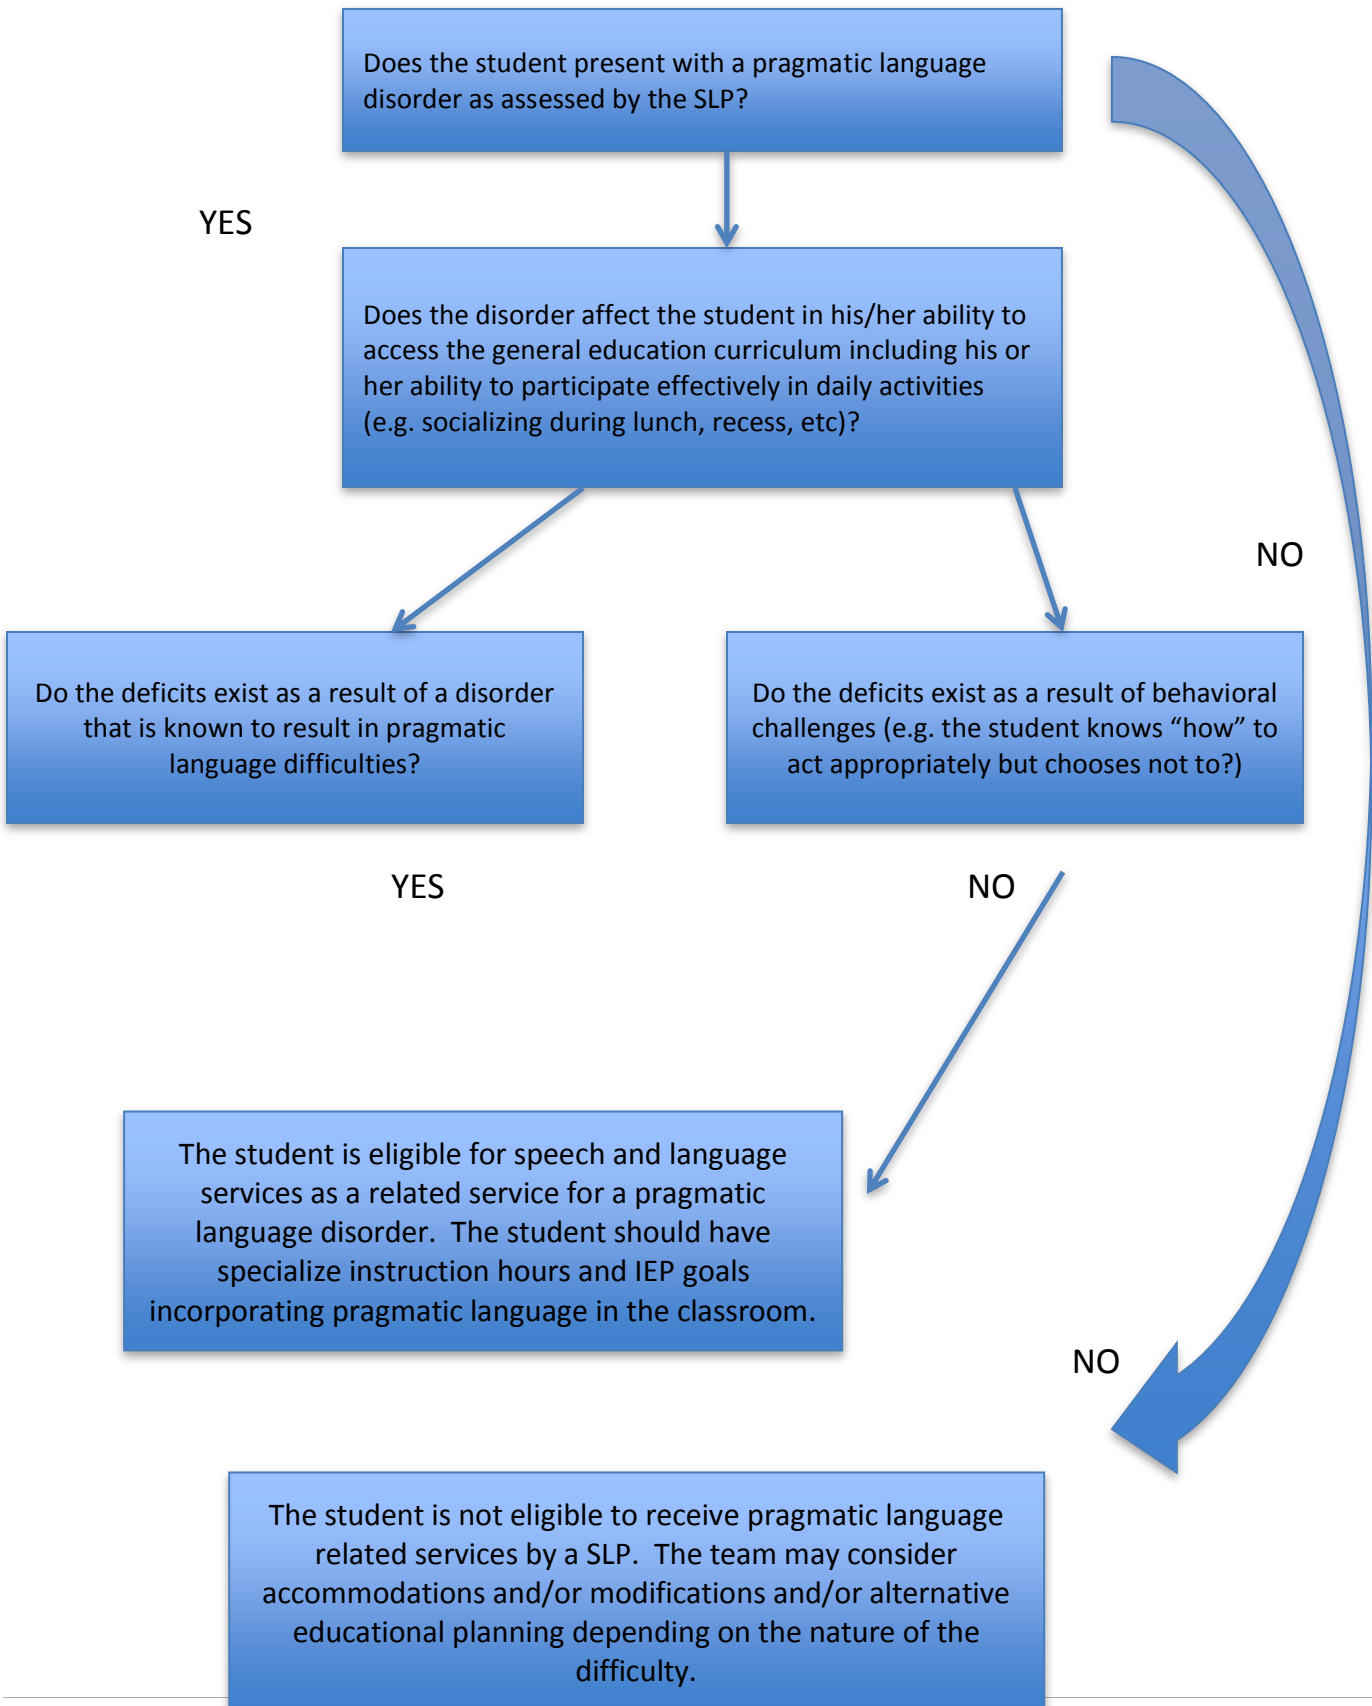 Does the student present with a pragmatic language
disorder as assessed by the SLP?
YES
Does the disorder affect the student in his/her ability to
access the general education curriculum including his or
her ability to participate effectively in daily activities
(e.g. socializing during lunch, recess, etc)?
NO
Do the deficits exist as a result of a disorder
that is known to result in pragmatic
language difficulties?
Do the deficits exist as a result of behavioral
challenges (e.g. the student knows “how” to
act appropriately but chooses not to?)
YES
NO
The student is eligible for speech and language
services as a related service for a pragmatic
language disorder.  The student should have
specialize instruction hours and IEP goals
incorporating pragmatic language in the classroom.
NO
The student is not eligible to receive pragmatic language
related services by a SLP.  The team may consider
accommodations and/or modifications and/or alternative
educational planning depending on the nature of the
difficulty.